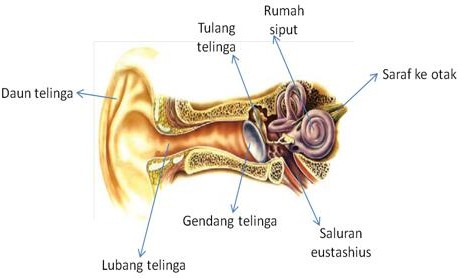 Rumah
siput
Tulang
telinga
Saraf ke otak
Daun telinga
Gendang telinga
Saluran
eustashius
Lubang telinga